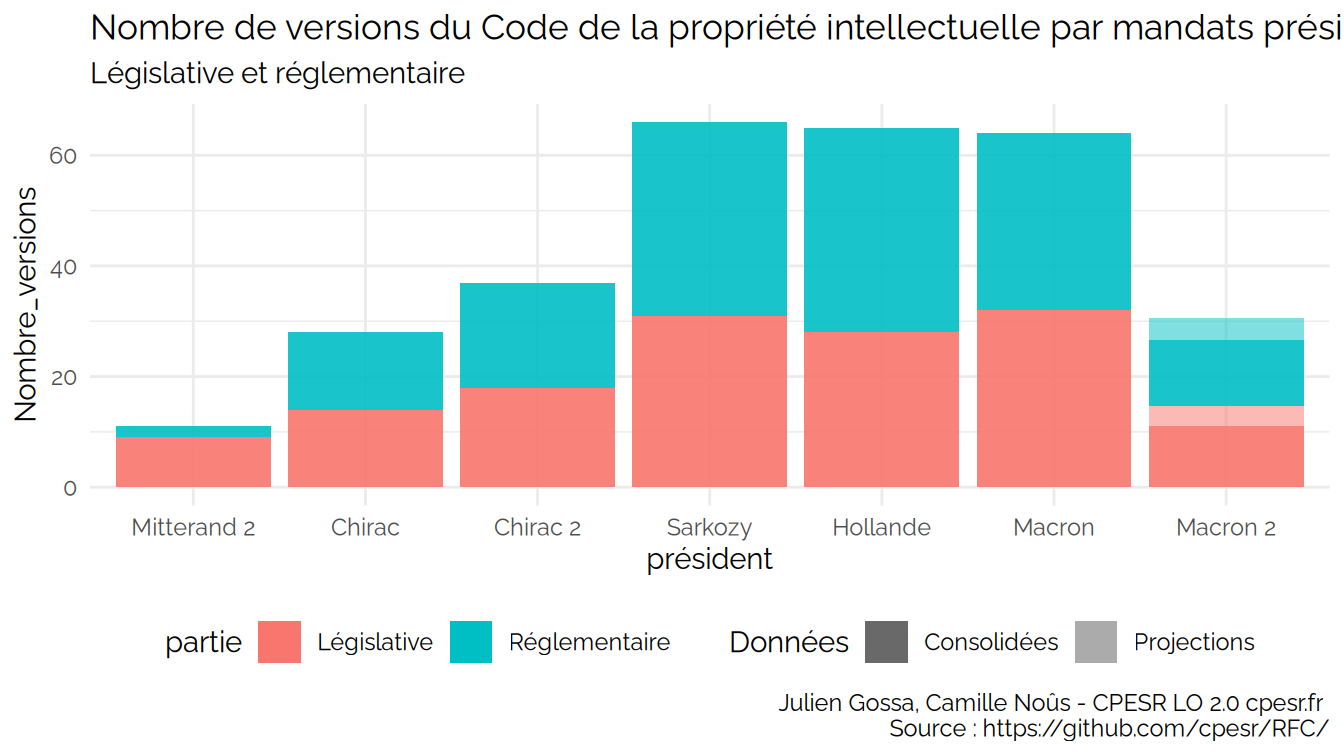 Nombre de versions du Code de la propriété intellectuelle par mandats prési
Législative et réglementaire
Nombre_versions
60
40
20
0
Mitterand 2 Chirac Chirac 2 Sarkozy Hollande Macron Macron 2
président
partie Législative Réglementaire Données Consolidées Projections
Julien Gossa, Camille Noûs - CPESR LO 2.0 cpesr.fr
Source : https://github.com/cpesr/RFC/